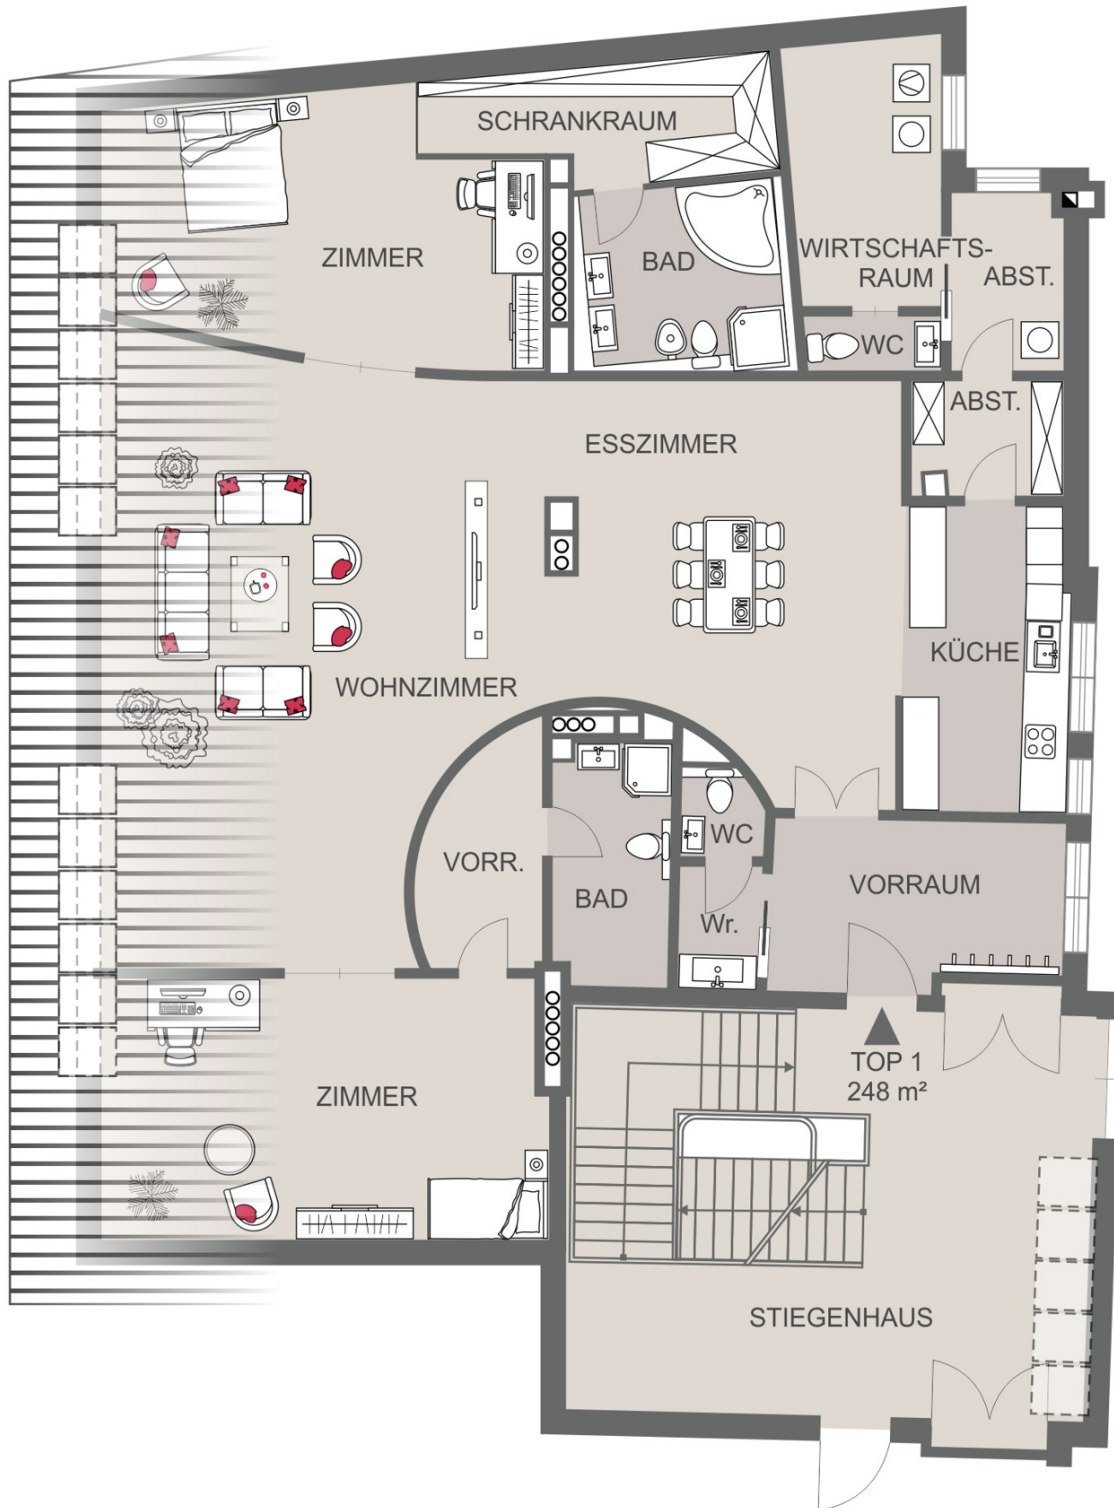 SCHRANKRAUM
ZIMMER
BAD
WIRTSCHAFTS-
RAUM
ABST.
WC
ABST.
ESSZIMMER
KÜCHE
WOHNZIMMER
WC
VORR.
BAD
VORRAUM
Wr.
TOP 1
248 m²
ZIMMER
STIEGENHAUS